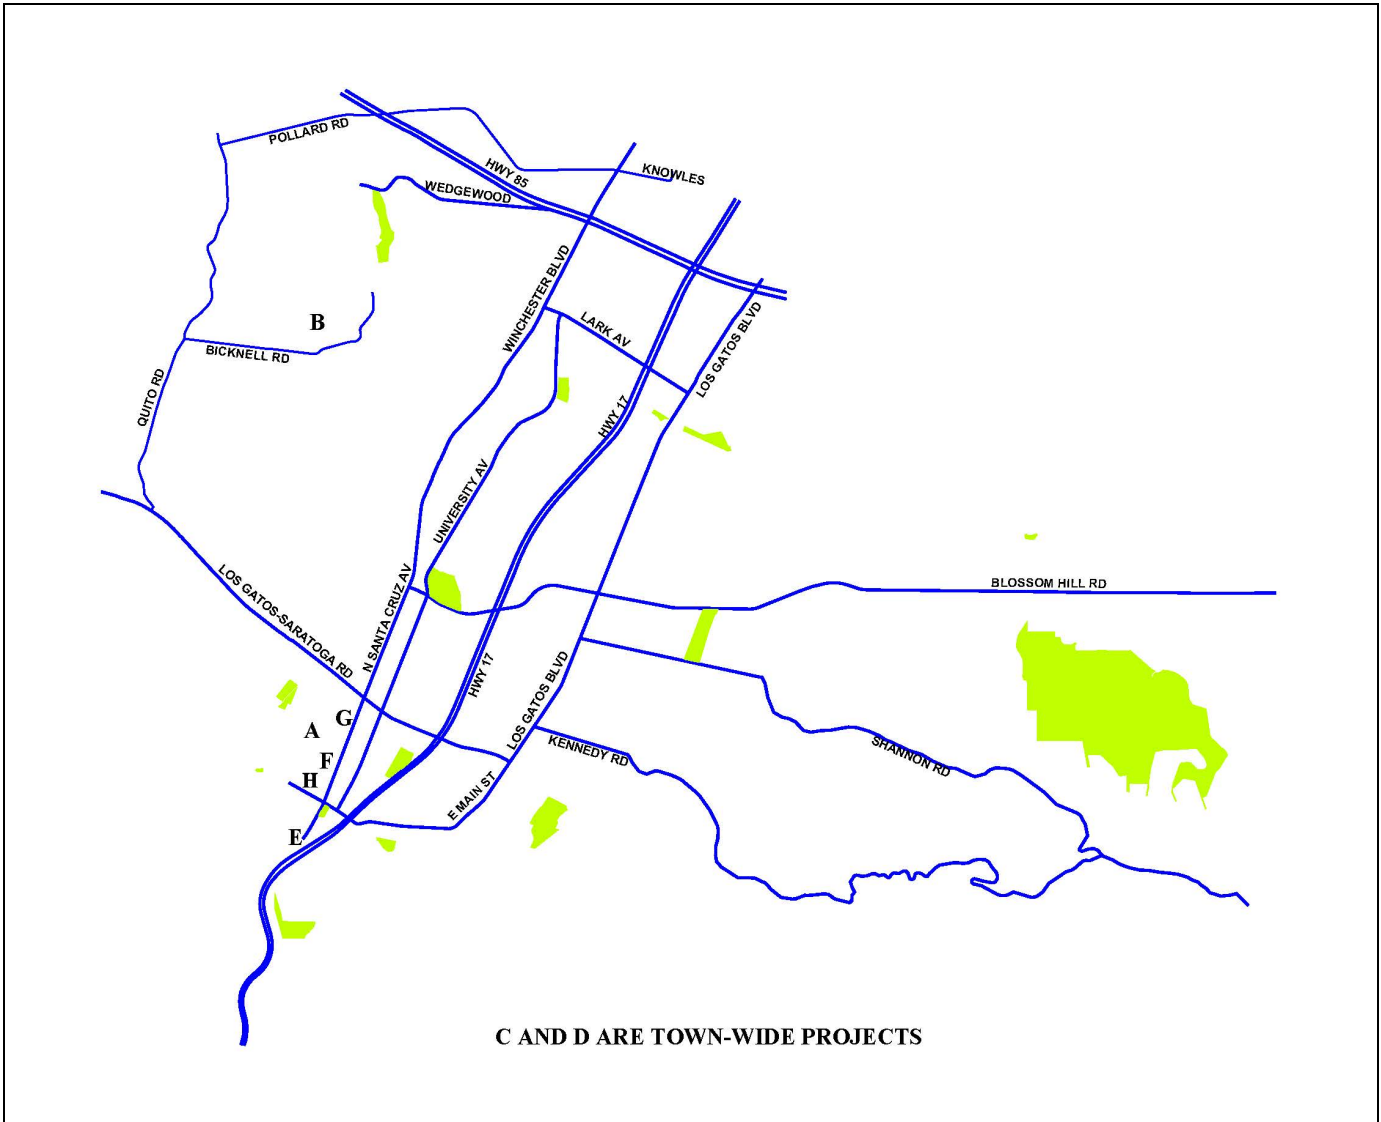 POLLARD RD
HWY 85
KNOWLES
WEDGEWOOD
WINCHESTER BLVD
B
LARK AV
LOS GATOS BLVD
BICKNELL RD
QUITO RD
HWY 17
UNIVERSITY AV
LOS GATOS-SARATOGA RD
N SANTA CRUZ AV
BLOSSOM HILL RD
HWY 17
LOS GATOS BLVD
G
A
KENNEDY RD
SHANNON RD
F
H
E MAIN ST
E
C AND D ARE TOWN-WIDE PROJECTS